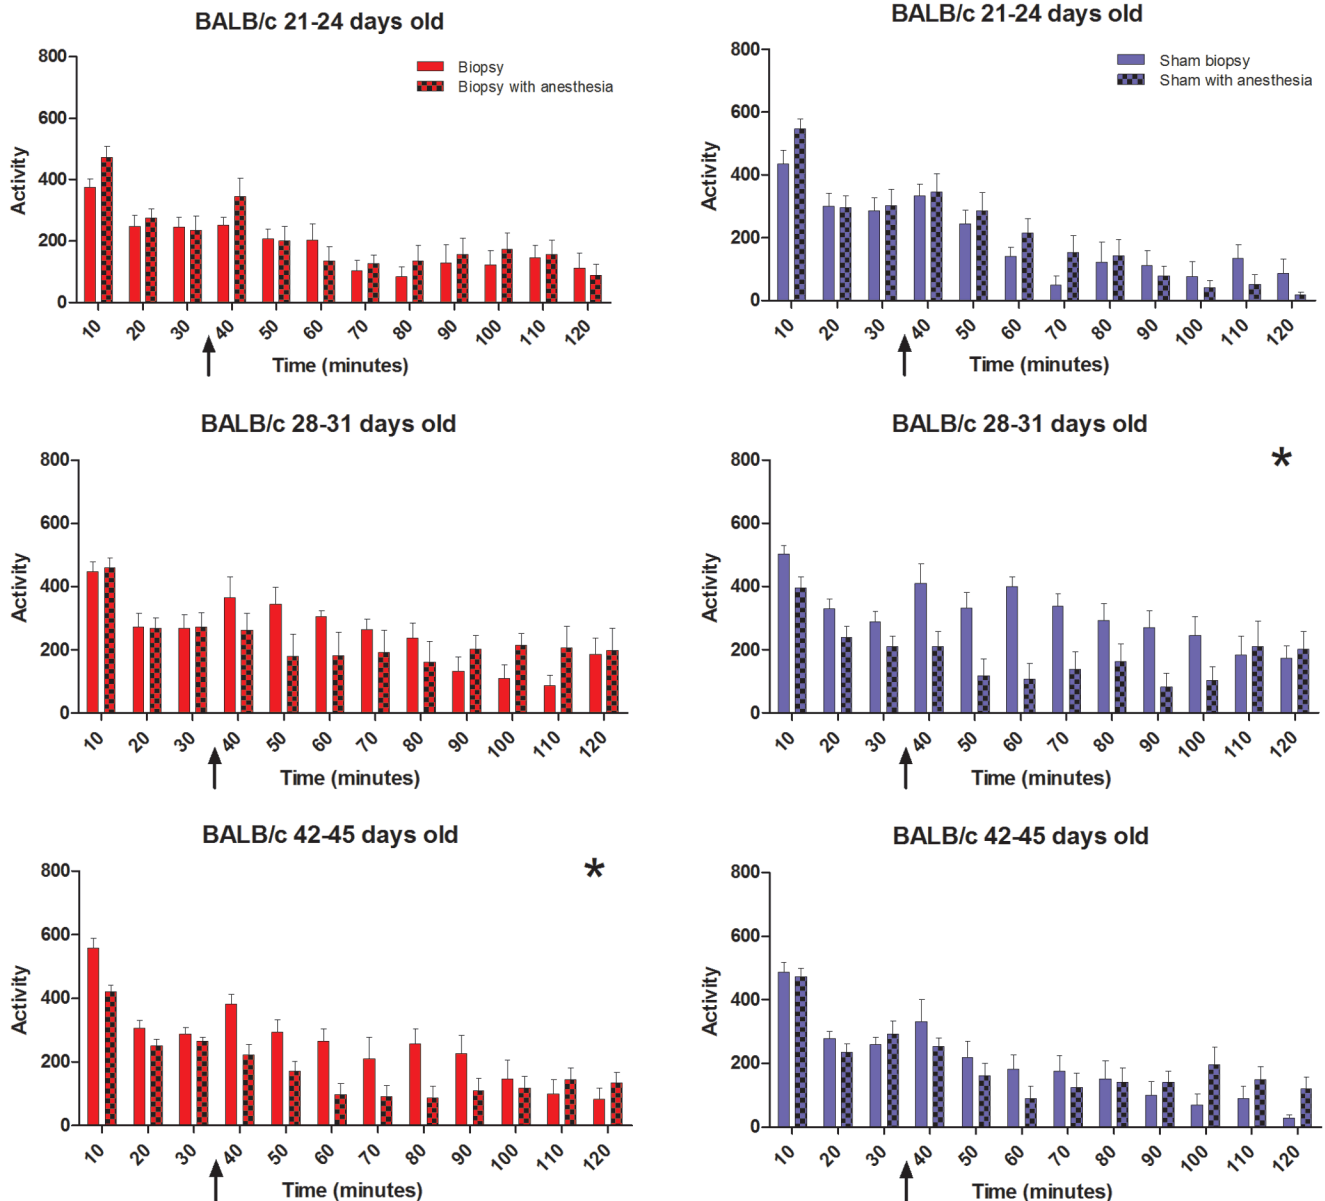 BALB/c 21-24 days old
800
600
400
200
0
Activity
Biopsy
Biopsy with anesthesia
10 20 30 40 50 60 70 80 90 100 110 120
Time (minutes)
BALB/c 21-24 days old
800
600
400
200
0
Activity
Sham biopsy
Sham with anesthesia
10 20 30 40 50 60 70 80 90 100 110 120
Time (minutes)
BALB/c 28-31 days old
800
600
400
200
0
Activity
10 20 30 40 50 60 70 80 90 100 110 120
Time (minutes)
BALB/c 28-31 days old
*
800
600
400
200
0
Activity
10 20 30 40 50 60 70 80 90 100 110 120
Time (minutes)
BALB/c 42-45 days old
*
800
600
400
200
0
Activity
10 20 30 40 50 60 70 80 90 100 110 120
Time (minutes)
BALB/c 42-45 days old
800
600
400
200
0
Activity
10 20 30 40 50 60 70 80 90 100 110 120
Time (minutes)